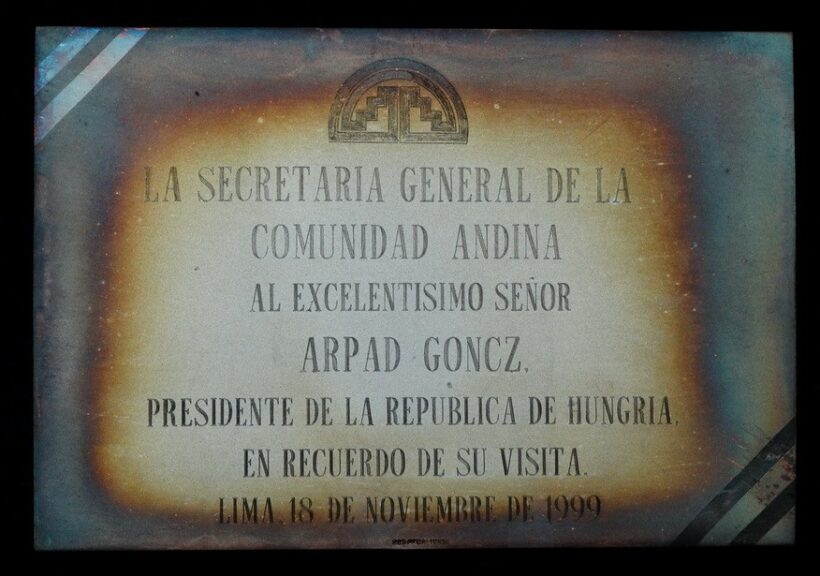 LA SECRETARIA GENERAL DE LA
COMUNIDAD ANDINA
AL EXCELENTISIMO SEÑOR
ARPAD GONCZ,
PRESIDENTE DE LA REPUBLICA DE HUNGRIA,
EN RECUERDO DE SU VISITA.
LIMA, 18 DE NOVIEMBRE DE 1999